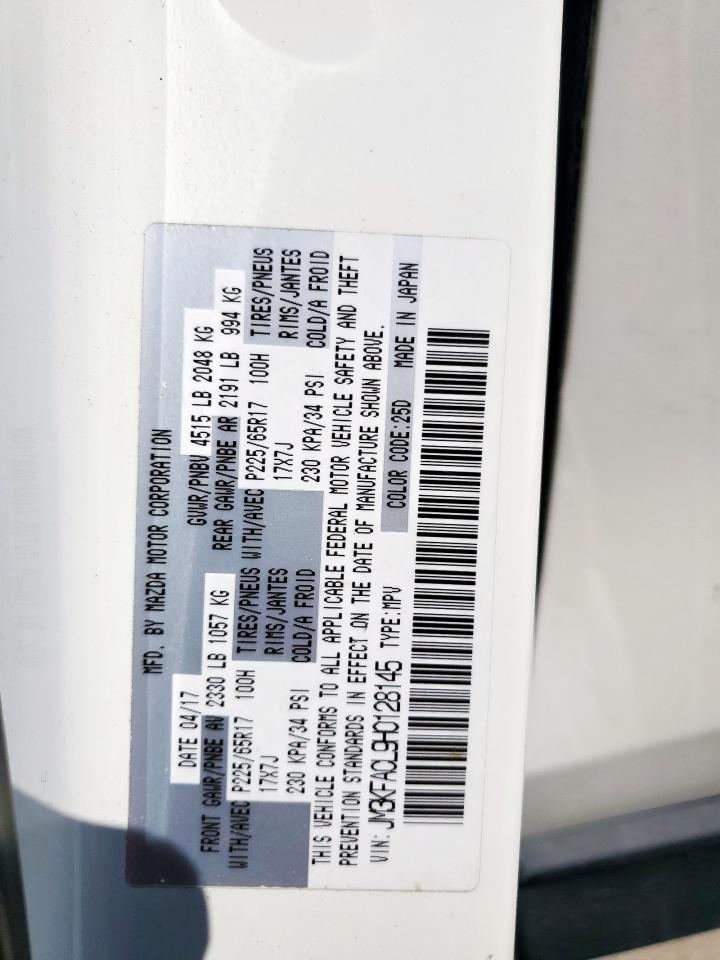 MFD. BY MAZDA MOTOR CORPORATION
DATE 04/17 GVWR/PNBV 4515 LB 2048 KG
FRONT GAWR/PNBE AV 2330 LB 1057 KG REAR GAWR/PNBE AR 2191 LB 994 KG
WITH/AVEC P225/65R17 100H TIRES/PNEUS WITH/AVEC P225/65R17 100H TIRES/PNEUS
17X7J RIMS/JANTES 17X7J RIMS/JANTES
230 KPA/34 PSI COLD/A FROID 230 KPA/34 PSI COLD/A FROID
THIS VEHICLE CONFORMS TO ALL APPLICABLE FEDERAL MOTOR VEHICLE SAFETY AND THEFT
PREVENTION STANDARDS IN EFFECT ON THE DATE OF MANUFACTURE SHOWN ABOVE.
VIN: JM3KFACL9H0128145 TYPE:MPV COLOR CODE:25D MADE IN JAPAN